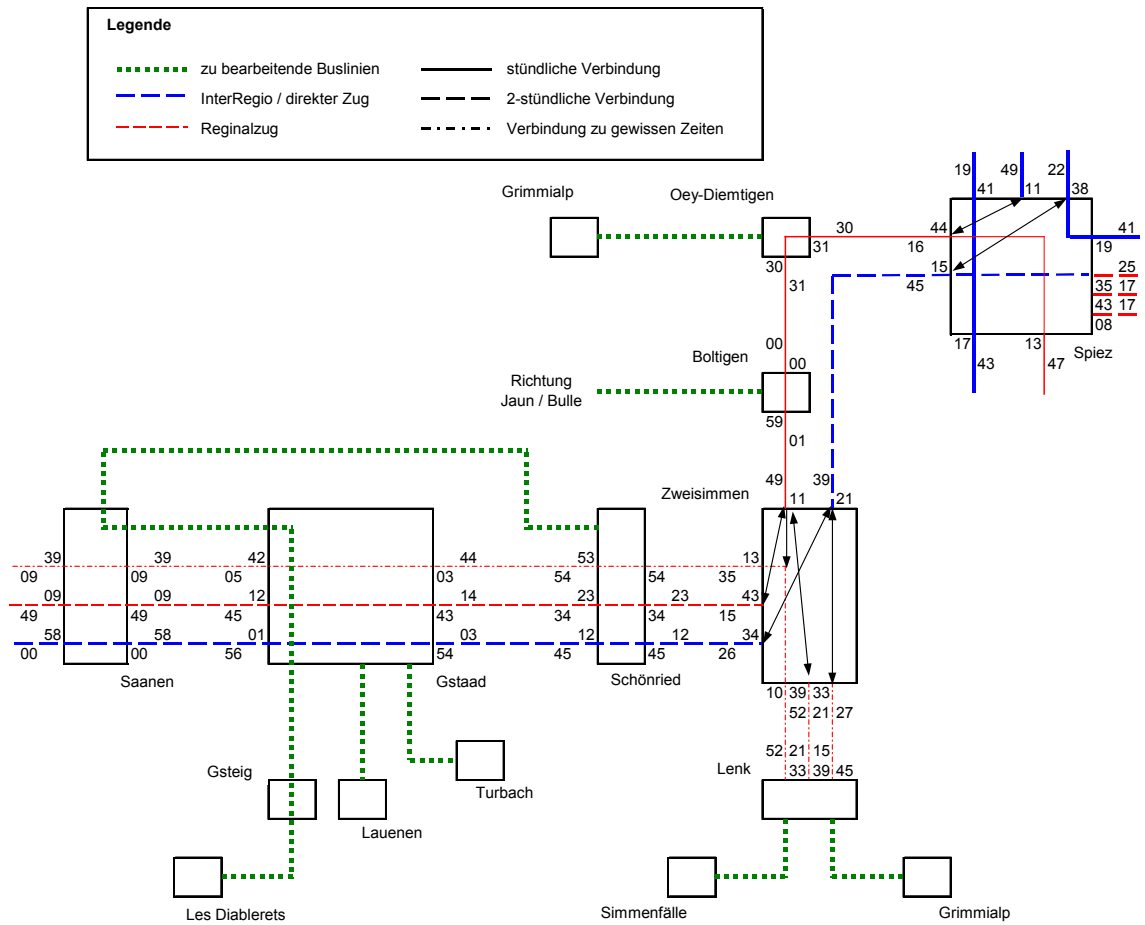 Legende
zu bearbeitende Buslinien
stündliche Verbindung
InterRegio / direkter Zug
2-stündliche Verbindung
Reginalzug
Verbindung zu gewissen Zeiten
19 49 22
41 11 38
Grimmialp
Oey-Diemtigen
30 44 41
31 16 19
30 15 25
31 45 35 17
43 17
08
00 17 13 Spiez
Boltigen 00 43 47
Richtung
Jaun / Bulle
59
01
49 39
Zweisimmen 11 21
39 39 42 44 53 13
09 09 05 03 54 54 35
09 09 12 14 23 23 43
49 49 45 43 34 34 15
58 58 01 03 12 12 34
00 00 56 54 45 45 26
Saanen Gstaad Schönried
10 39 33
52 21 27
52 21 15
Gsteig Lenk 33 39 45
Turbach
Lauenen
Les Diablerets
Simmenfälle
Grimmialp